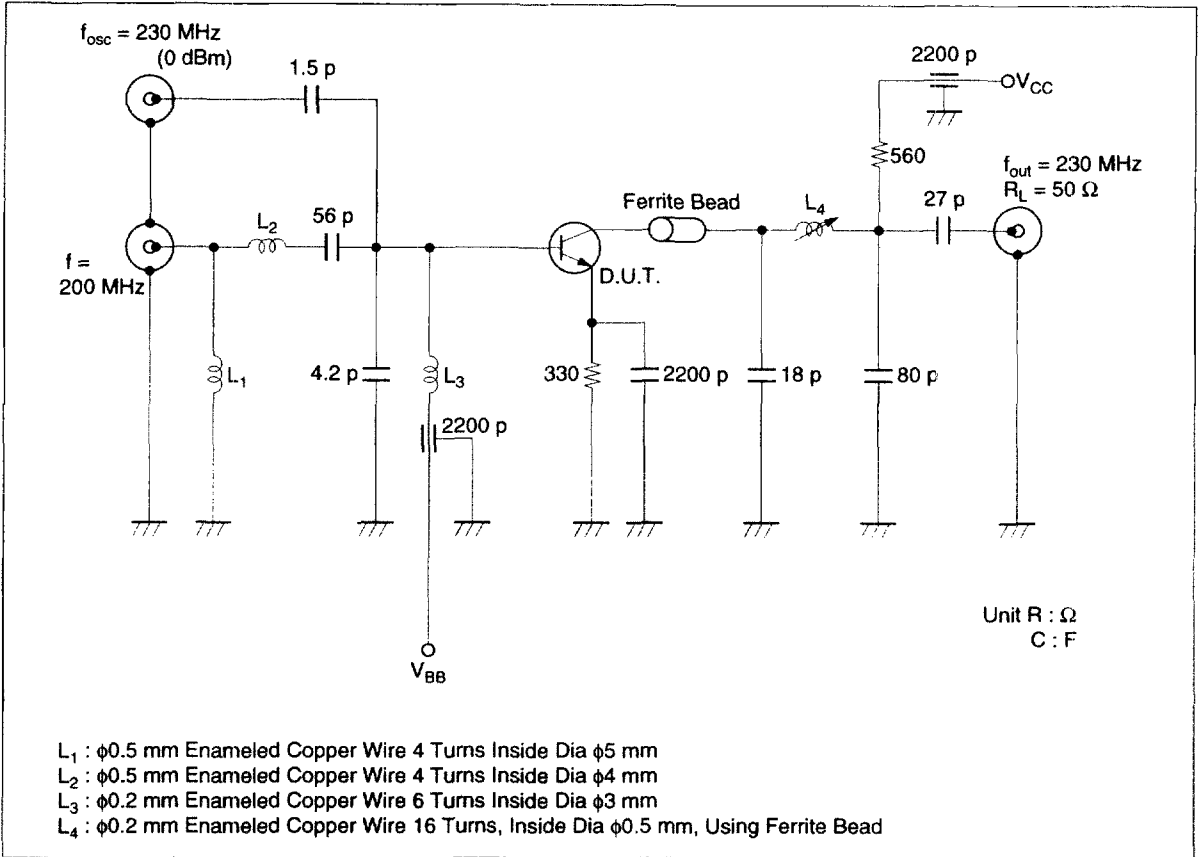 f_osc = 230 MHz
(0 dBm)
1.5 p
2200 p
V_CC
560
f_out = 230 MHz
R_L = 50 Ω
27 p
Ferrite Bead
L_4
L_2
56 p
f =
200 MHz
D.U.T.
L_1
4.2 p
L_3
330
2200 p
18 p
80 p
2200 p
V_BB
Unit R : Ω
C : F
L_1 : ϕ0.5 mm Enameled Copper Wire 4 Turns Inside Dia ϕ5 mm
L_2 : ϕ0.5 mm Enameled Copper Wire 4 Turns Inside Dia ϕ4 mm
L_3 : ϕ0.2 mm Enameled Copper Wire 6 Turns Inside Dia ϕ3 mm
L_4 : ϕ0.2 mm Enameled Copper Wire 16 Turns, Inside Dia ϕ0.5 mm, Using Ferrite Bead